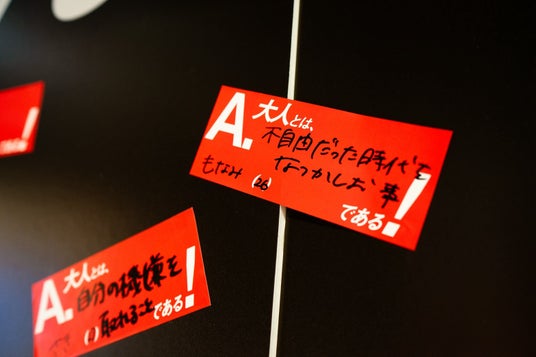 A. 大人とは、
不自由だった時代を
なつかしむ事
もなみ (26)
である!
A. 大人とは、
自分の機嫌を
取れること
である!
!